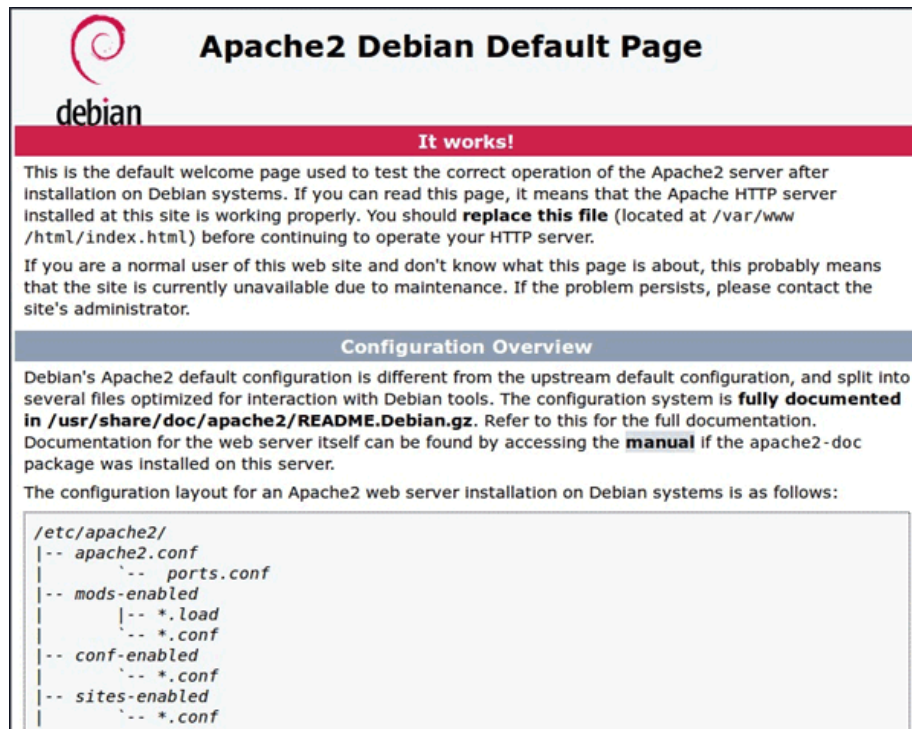 debian
Apache2 Debian Default Page
It works!
This is the default welcome page used to test the correct operation of the Apache2 server after
installation on Debian systems. If you can read this page, it means that the Apache HTTP server
installed at this site is working properly. You should replace this file (located at /var/www
/html/index.html) before continuing to operate your HTTP server.
If you are a normal user of this web site and don't know what this page is about, this probably means
that the site is currently unavailable due to maintenance. If the problem persists, please contact the
site's administrator.
Configuration Overview
Debian's Apache2 default configuration is different from the upstream default configuration, and split into
several files optimized for interaction with Debian tools. The configuration system is fully documented
in /usr/share/doc/apache2/README.Debian.gz. Refer to this for the full documentation.
Documentation for the web server itself can be found by accessing the manual if the apache2-doc
package was installed on this server.
The configuration layout for an Apache2 web server installation on Debian systems is as follows:
/etc/apache2/
|-- apache2.conf
|       `--  ports.conf
|-- mods-enabled
|       |-- *.load
|       `-- *.conf
|-- conf-enabled
|       `-- *.conf
|-- sites-enabled
|       `-- *.conf